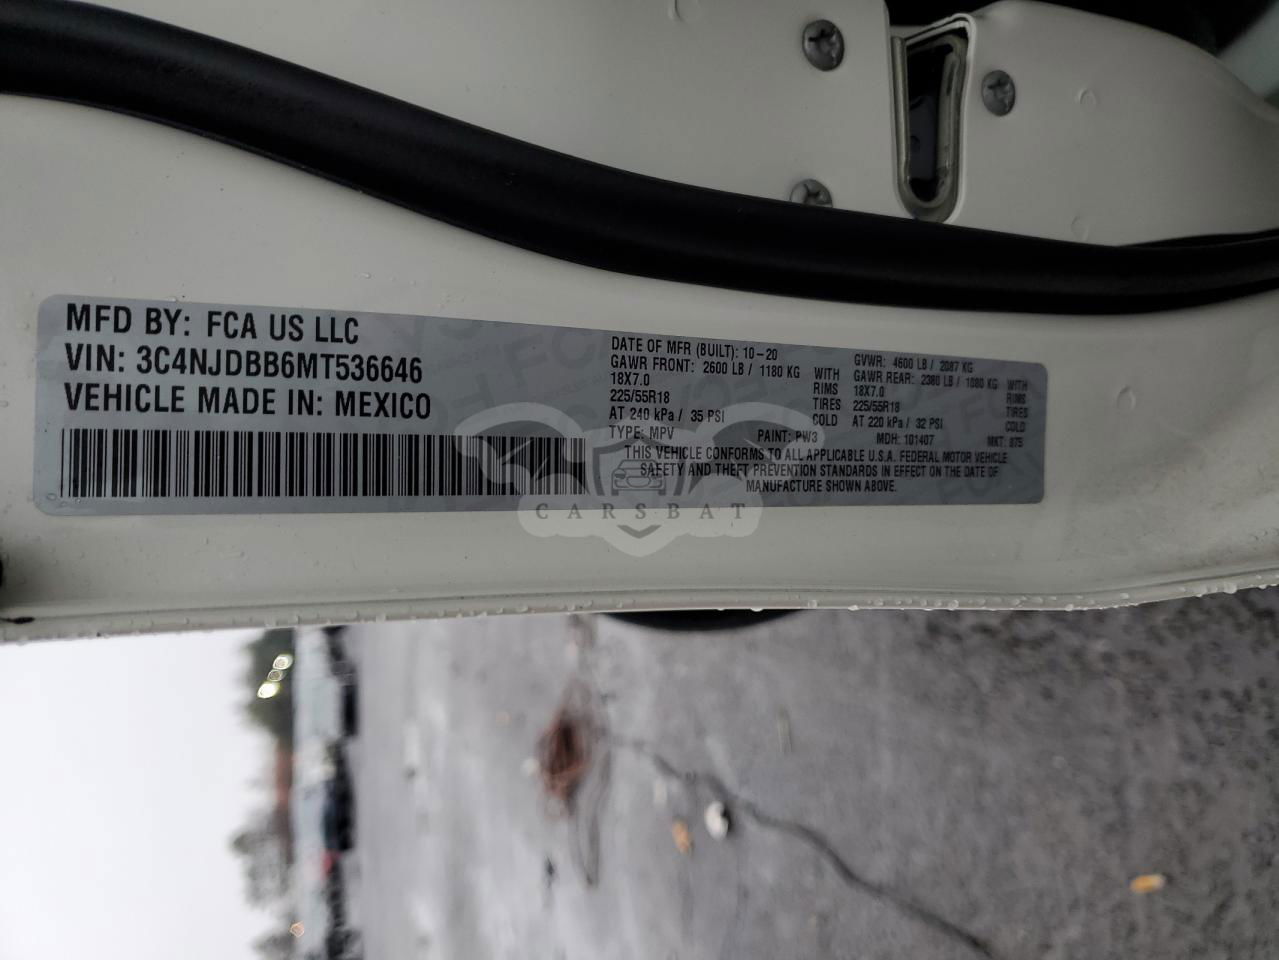 MFD BY: FCA US LLC
VIN: 3C4NJDBB6MT536646
VEHICLE MADE IN: MEXICO
DATE OF MFR (BUILT): 10-20
GAWR FRONT: 2600 LB / 1180 KG WITH
18X7.0 RIMS
225/55R18 TIRES
AT 240 kPa / 35 PSI COLD
TYPE: MPV PAINT: PW3
GVWR: 4600 LB / 2087 KG
GAWR REAR: 2380 LB / 1080 KG WITH
18X7.0 RIMS
225/55R18 TIRES
AT 220 kPa / 32 PSI COLD
MDH: 101407 MKT: 875
THIS VEHICLE CONFORMS TO ALL APPLICABLE U.S.A. FEDERAL MOTOR VEHICLE
SAFETY AND THEFT PREVENTION STANDARDS IN EFFECT ON THE DATE OF
MANUFACTURE SHOWN ABOVE.
CARSBAT